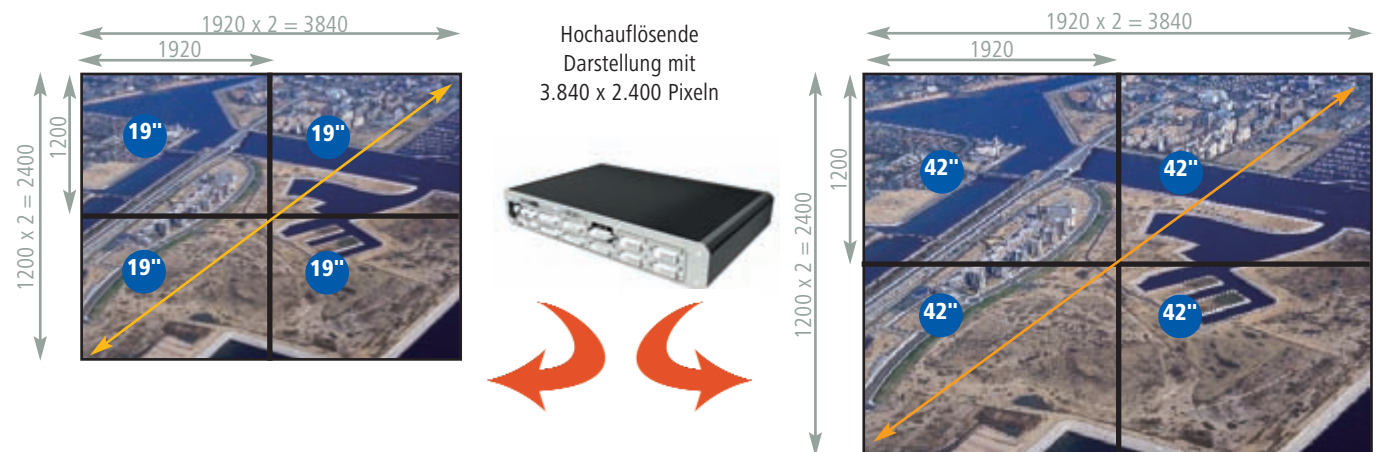 1920 x 2 = 3840
1920
1200 x 2 = 2400
1200
19"
19"
19"
19"
Hochauflösende
Darstellung mit
3.840 x 2.400 Pixeln
1920 x 2 = 3840
1920
1200 x 2 = 2400
1200
42"
42"
42"
42"